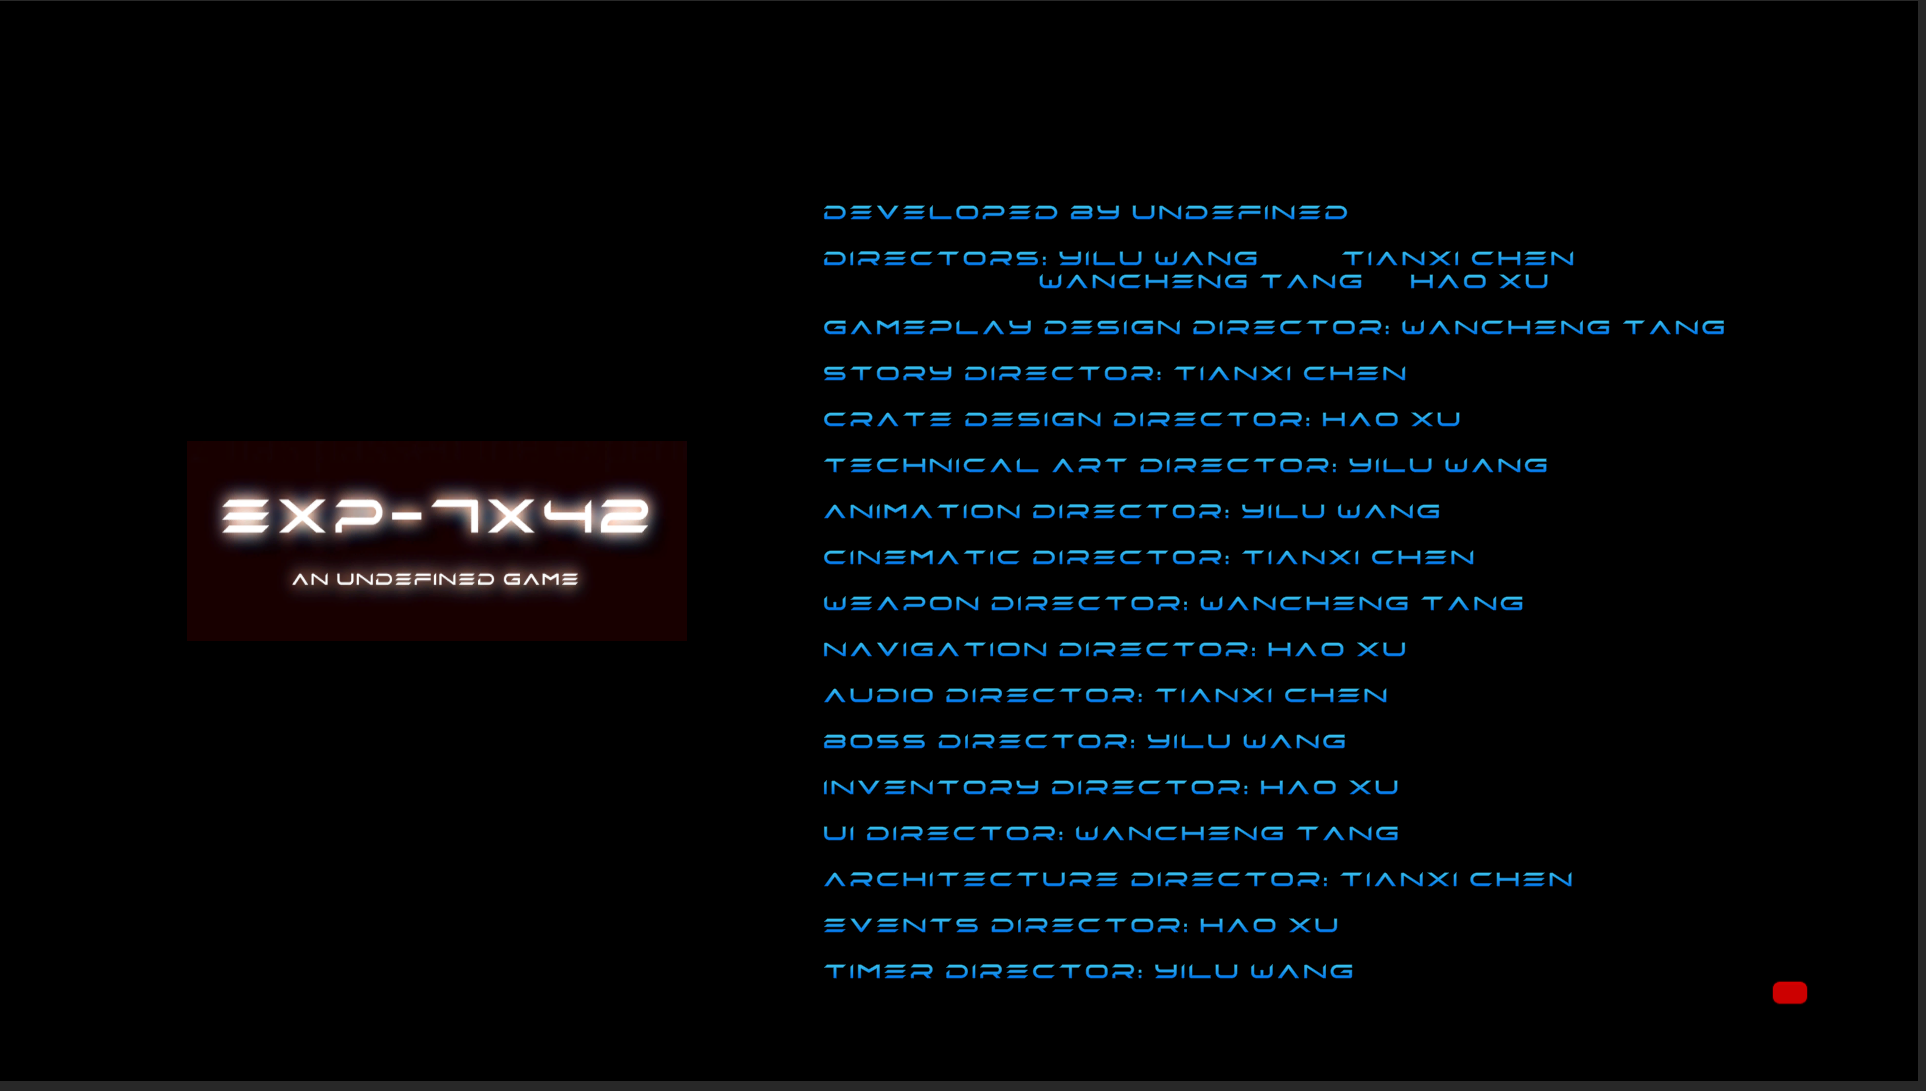 EXP-7X42
AN UNDEFINED GAME
DEVELOPED BY UNDEFINED
DIRECTORS: YILU WANG TIANXI CHEN
WANCHENG TANG HAO XU
GAMEPLAY DESIGN DIRECTOR: WANCHENG TANG
STORY DIRECTOR: TIANXI CHEN
CRATE DESIGN DIRECTOR: HAO XU
TECHNICAL ART DIRECTOR: YILU WANG
ANIMATION DIRECTOR: YILU WANG
CINEMATIC DIRECTOR: TIANXI CHEN
WEAPON DIRECTOR: WANCHENG TANG
NAVIGATION DIRECTOR: HAO XU
AUDIO DIRECTOR: TIANXI CHEN
BOSS DIRECTOR: YILU WANG
INVENTORY DIRECTOR: HAO XU
UI DIRECTOR: WANCHENG TANG
ARCHITECTURE DIRECTOR: TIANXI CHEN
EVENTS DIRECTOR: HAO XU
TIMER DIRECTOR: YILU WANG